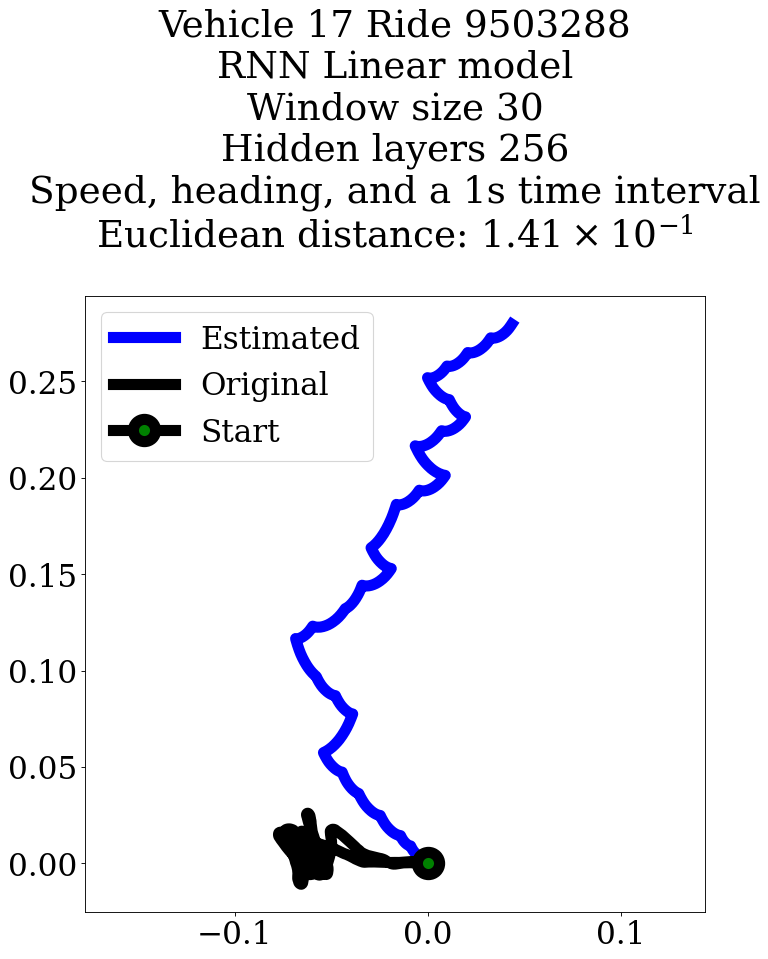 Vehicle 17 Ride 9503288
RNN Linear model
Window size 30
Hidden layers 256
Speed, heading, and a 1s time interval
Euclidean distance: 1.41 × 10⁻¹
Estimated
Original
Start
0.25
0.20
0.15
0.10
0.05
0.00
−0.1 0.0 0.1